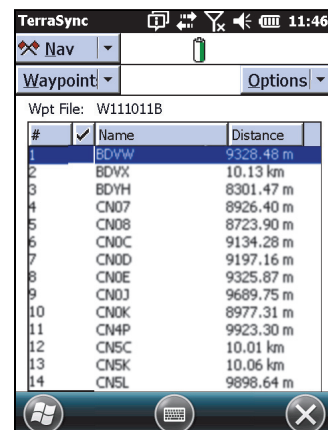 TerraSync 11:46
Nav
Waypoint Options
Wpt File: W111011B
# Name Distance
1 BDVW 9328.48 m
2 BDVX 10.13 km
3 BDYH 8301.47 m
4 CN07 8926.40 m
5 CN08 8723.90 m
6 CN0C 9134.28 m
7 CN0D 9197.16 m
8 CN0E 9325.87 m
9 CN0J 9689.75 m
10 CN0K 8977.31 m
11 CN4P 9923.30 m
12 CN5C 10.01 km
13 CN5K 10.06 km
14 CN5L 9898.64 m